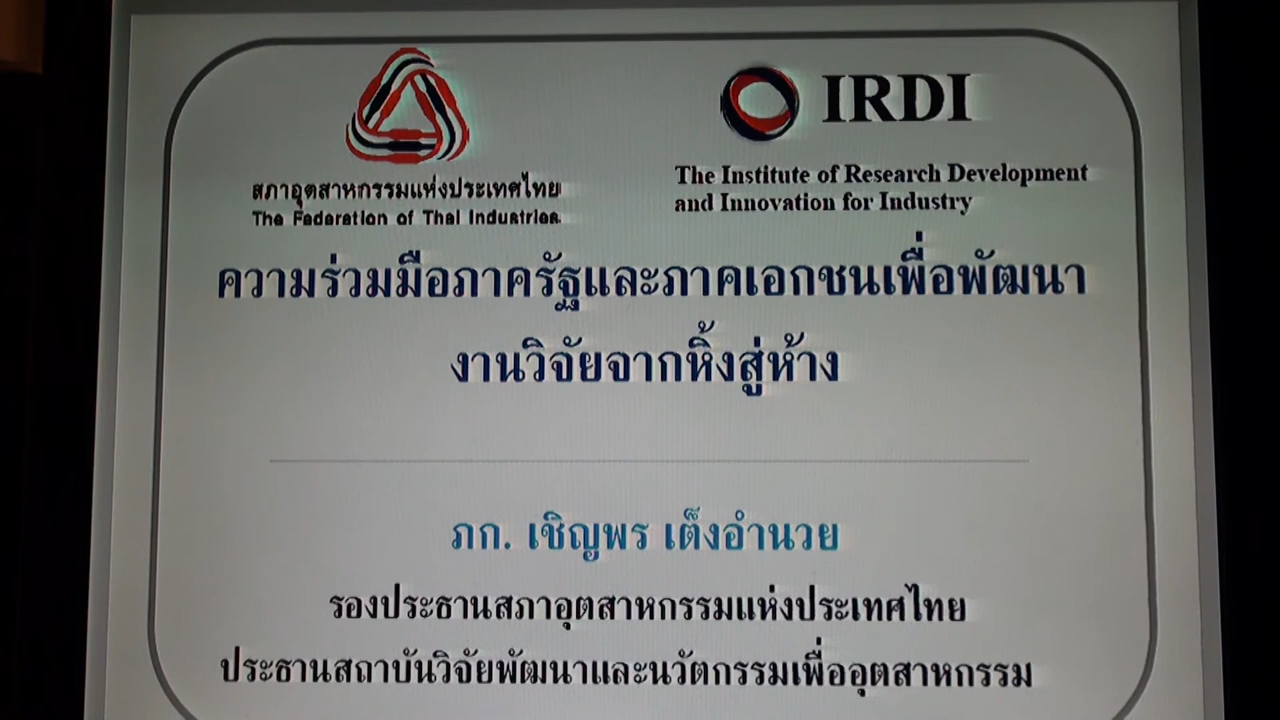 สภาอุตสาหกรรมแห่งประเทศไทย
The Federation of Thai Industries.
IRDI
The Institute of Research Development
and Innovation for Industry
ความร่วมมือภาครัฐและภาคเอกชนเพื่อพัฒนา
งานวิจัยจากหิ้งสู่ห้าง
ภก. เชิญพร เต็งอำนวย
รองประธานสภาอุตสาหกรรมแห่งประเทศไทย
ประธานสถาบันวิจัยพัฒนาและนวัตกรรมเพื่ออุตสาหกรรม